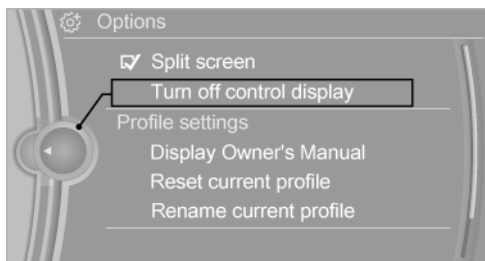 Options
Split screen
Turn off control display
Profile settings
Display Owner's Manual
Reset current profile
Rename current profile